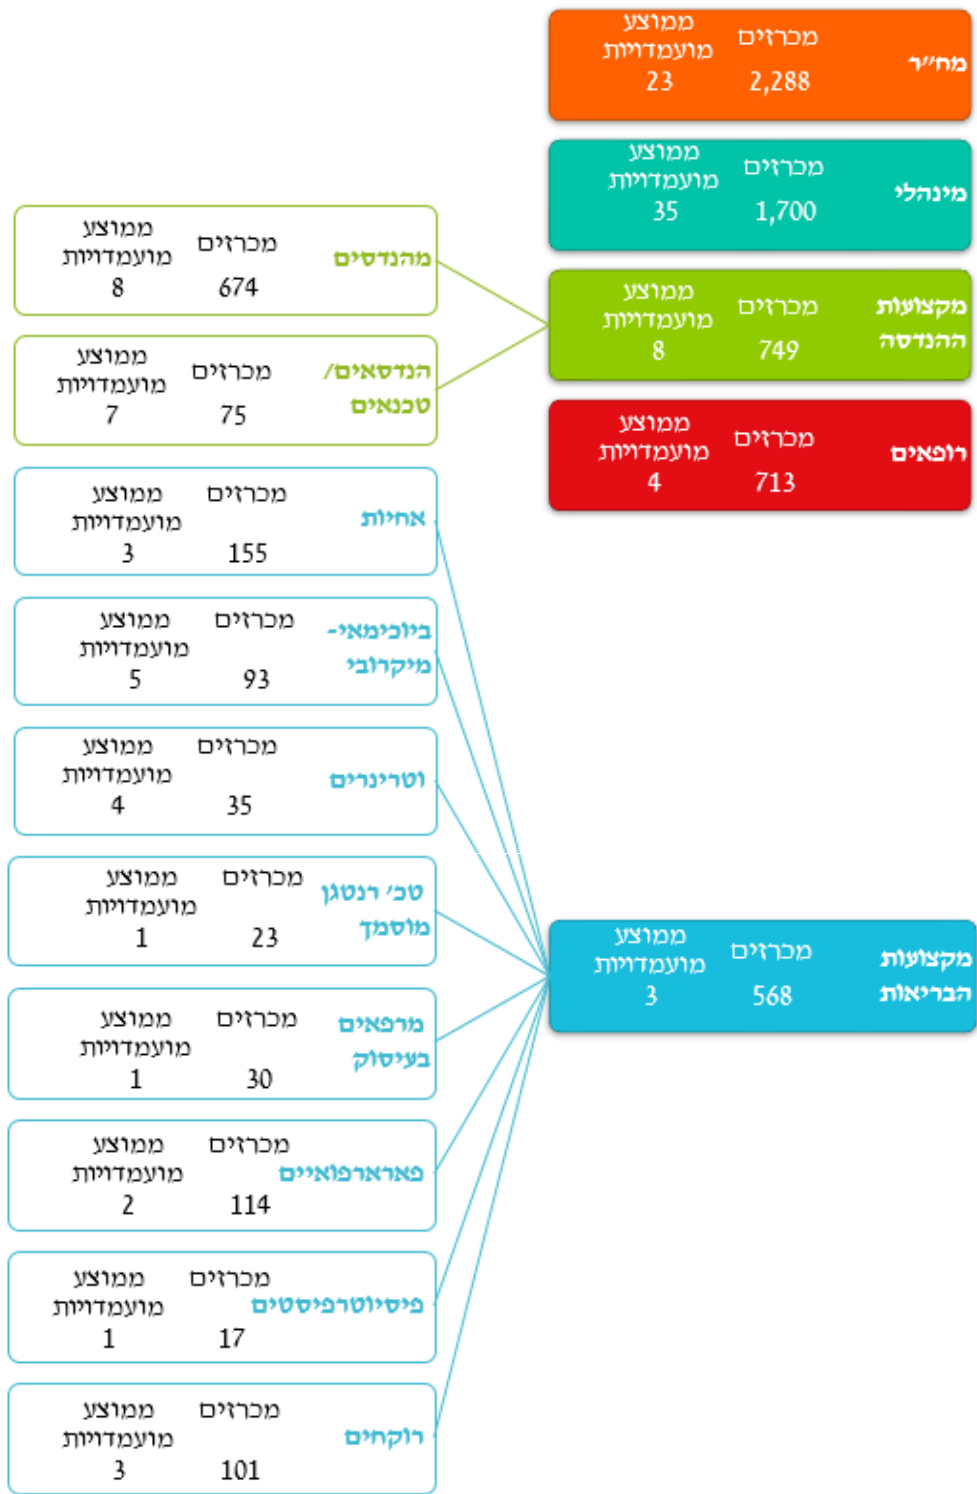 מח״ר
מכרזים
2,288
ממוצע
מועמדויות
23
מינהלי
מכרזים
1,700
ממוצע
מועמדויות
35
מקצועות
ההנדסה
מכרזים
749
ממוצע
מועמדויות
8
מהנדסים
מכרזים
674
ממוצע
מועמדויות
8
הנדסאים/
טכנאים
מכרזים
75
ממוצע
מועמדויות
7
רופאים
מכרזים
713
ממוצע
מועמדויות
4
מקצועות
הבריאות
מכרזים
568
ממוצע
מועמדויות
3
אחיות
מכרזים
155
ממוצע
מועמדויות
3
ביוכימאי-
מיקרובי
מכרזים
93
ממוצע
מועמדויות
5
וטרינרים
מכרזים
35
ממוצע
מועמדויות
4
טכ׳ רנטגן
מוסמך
מכרזים
23
ממוצע
מועמדויות
1
מרפאים
בעיסוק
מכרזים
30
ממוצע
מועמדויות
1
פארארפואיים
מכרזים
114
ממוצע
מועמדויות
2
פיסיוטרפיסטים
מכרזים
17
ממוצע
מועמדויות
1
רוקחים
מכרזים
101
ממוצע
מועמדויות
3